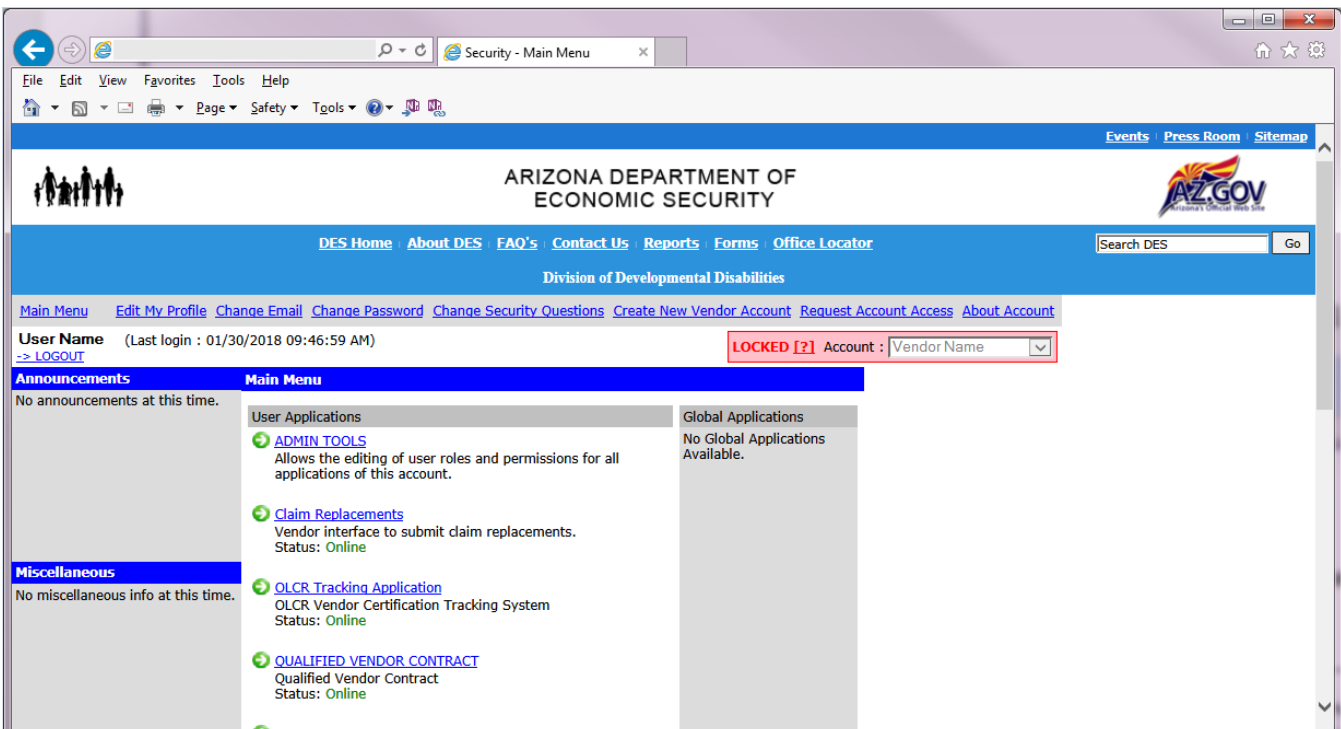 Security - Main Menu
File Edit View Favorites Tools Help
Page Safety Tools
Events Press Room Sitemap
ARIZONA DEPARTMENT OF
ECONOMIC SECURITY
AZ.GOV
Arizona's Official Web Site
DES Home About DES FAQ's Contact Us Reports Forms Office Locator
Search DES Go
Division of Developmental Disabilities
Main Menu Edit My Profile Change Email Change Password Change Security Questions Create New Vendor Account Request Account Access About Account
User Name (Last login : 01/30/2018 09:46:59 AM)
-> LOGOUT
LOCKED [?] Account : Vendor Name
Announcements
No announcements at this time.
Miscellaneous
No miscellaneous info at this time.
Main Menu
User Applications
ADMIN TOOLS
Allows the editing of user roles and permissions for all
applications of this account.
Claim Replacements
Vendor interface to submit claim replacements.
Status: Online
OLCR Tracking Application
OLCR Vendor Certification Tracking System
Status: Online
QUALIFIED VENDOR CONTRACT
Qualified Vendor Contract
Status: Online
Global Applications
No Global Applications
Available.